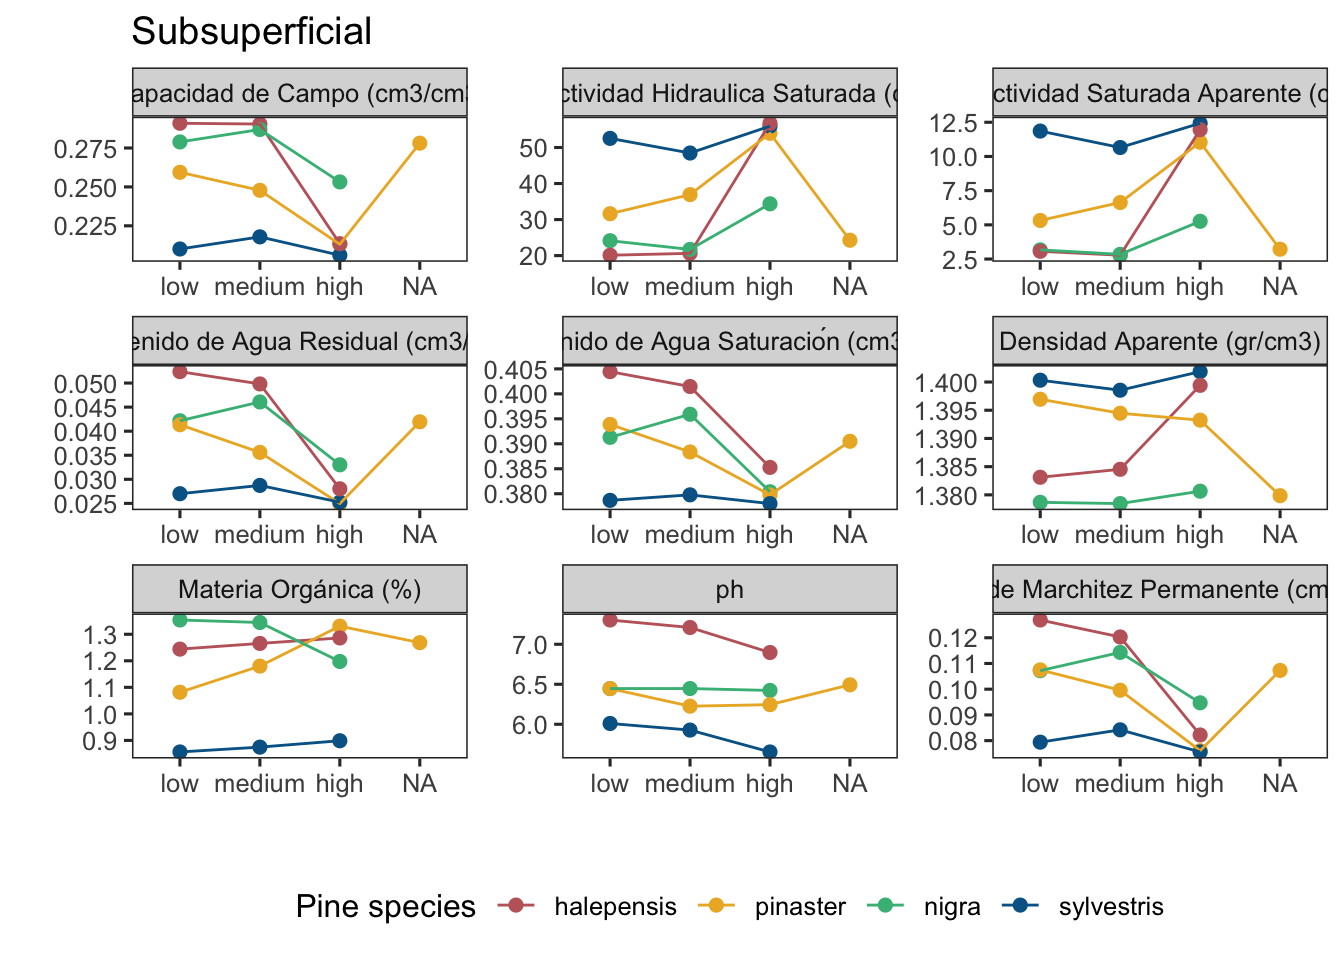 Subsuperficial
apacidad de Campo (cm3/cm3
ctividad Hidraulica Saturada (c
ctividad Saturada Aparente (c
0.275
0.250
0.225
50
40
30
20
12.5
10.0
7.5
5.0
2.5
low medium high NA
low medium high NA
low medium high NA
enido de Agua Residual (cm3/
nido de Agua Saturación (cm3
Densidad Aparente (gr/cm3)
0.050
0.045
0.040
0.035
0.030
0.025
0.405
0.400
0.395
0.390
0.385
0.380
1.400
1.395
1.390
1.385
1.380
low medium high NA
low medium high NA
low medium high NA
Materia Orgánica (%)
ph
de Marchitez Permanente (cm
1.3
1.2
1.1
1.0
0.9
7.0
6.5
6.0
0.12
0.11
0.10
0.09
0.08
low medium high NA
low medium high NA
low medium high NA
Pine species halepensis pinaster nigra sylvestris